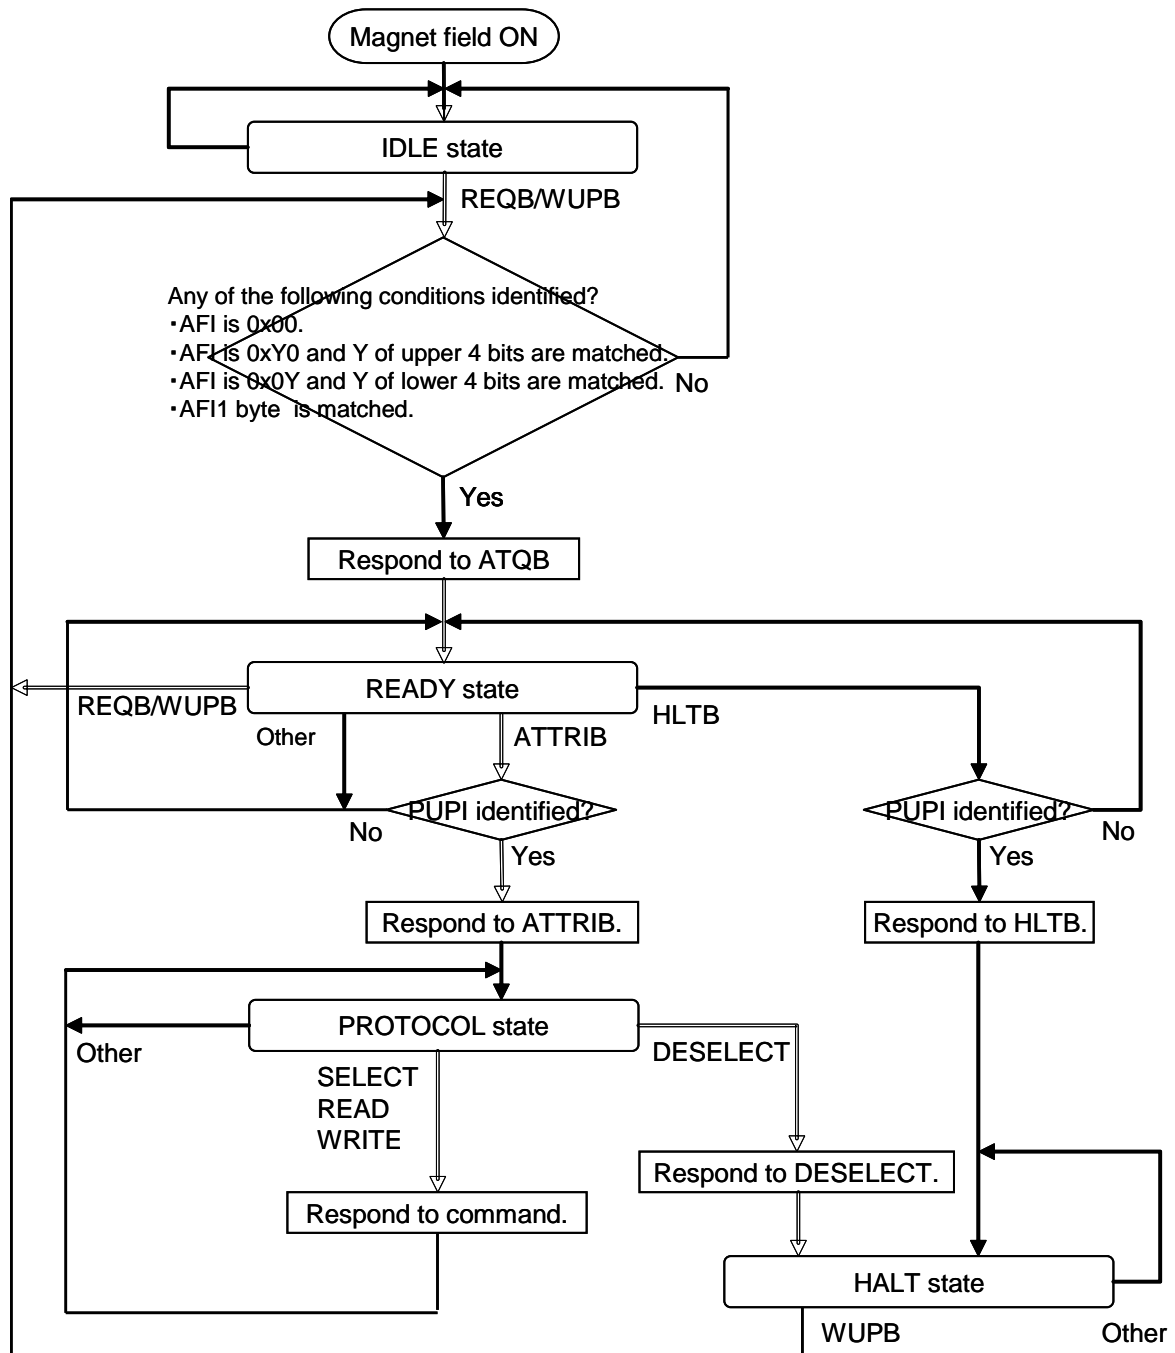 Magnet field ON
IDLE state
REQB/WUPB
Any of the following conditions identified?
・AFI is 0x00.
・AFI is 0xY0 and Y of upper 4 bits are matched.
・AFI is 0x0Y and Y of lower 4 bits are matched.
No
・AFI1 byte  is matched.
Yes
Respond to ATQB
READY state
REQB/WUPB
HLTB
Other
ATTRIB
PUPI identified?
PUPI identified?
No
No
Yes
Yes
Respond to ATTRIB.
Respond to HLTB.
PROTOCOL state
Other
DESELECT
SELECT
READ
WRITE
Respond to DESELECT.
Respond to command.
HALT state
WUPB
Other